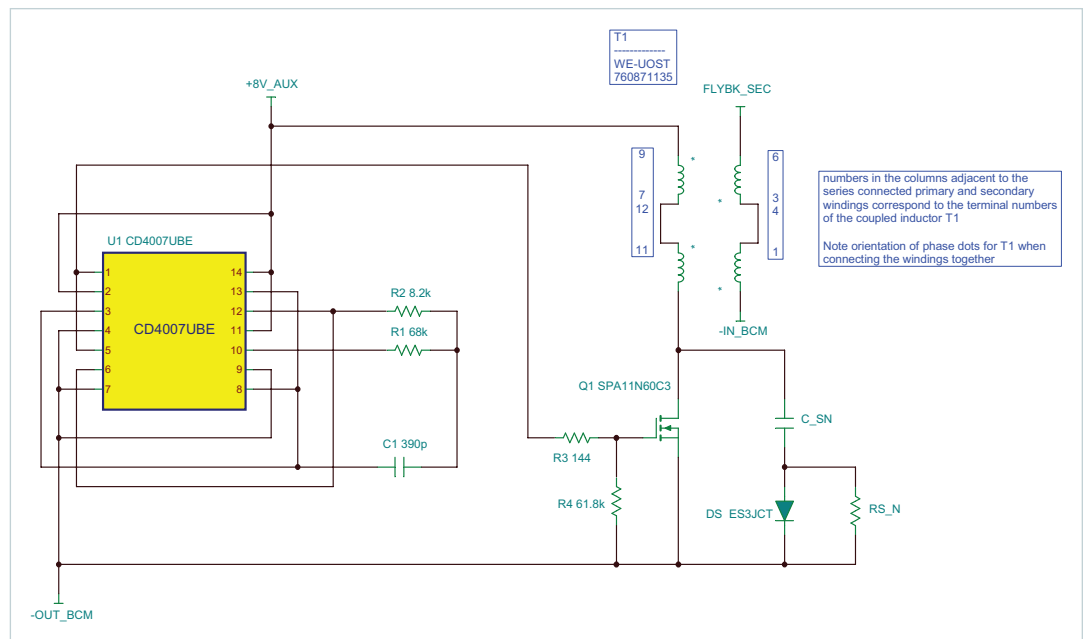 T1
-------------
WE-UOST
760871135
+8V_AUX
FLYBK_SEC
9
7
12
11
6
3
4
1
numbers in the columns adjacent to the
series connected primary and secondary
windings correspond to the terminal numbers
of the coupled inductor T1
Note orientation of phase dots for T1 when
connecting the windings together
U1 CD4007UBE
CD4007UBE
1
2
3
4
5
6
7
14
13
12
11
10
9
8
R2 8.2k
R1 68k
C1 390p
-IN_BCM
Q1 SPA11N60C3
R3 144
R4 61.8k
C_SN
DS ES3JCT
RS_N
-OUT_BCM